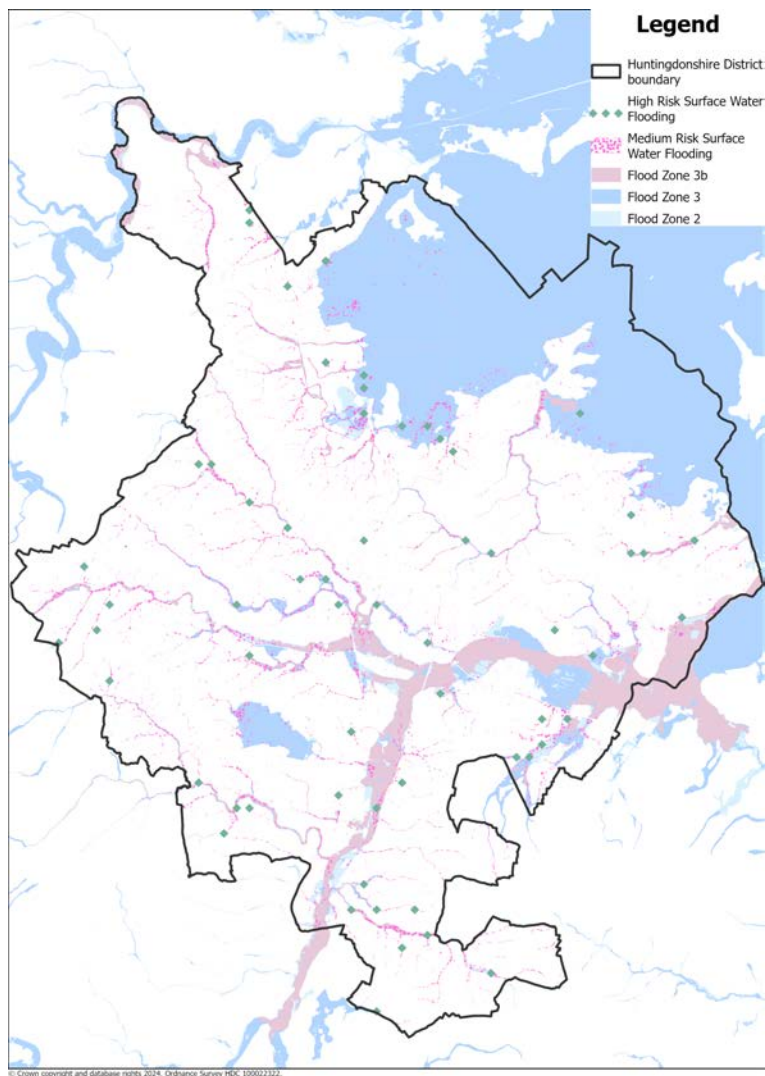 Legend
Huntingdonshire District
boundary
High Risk Surface Water
Flooding
Medium Risk Surface
Water Flooding
Flood Zone 3b
Flood Zone 3
Flood Zone 2
© Crown copyright and database rights 2024. Ordnance Survey HDC 100022322.